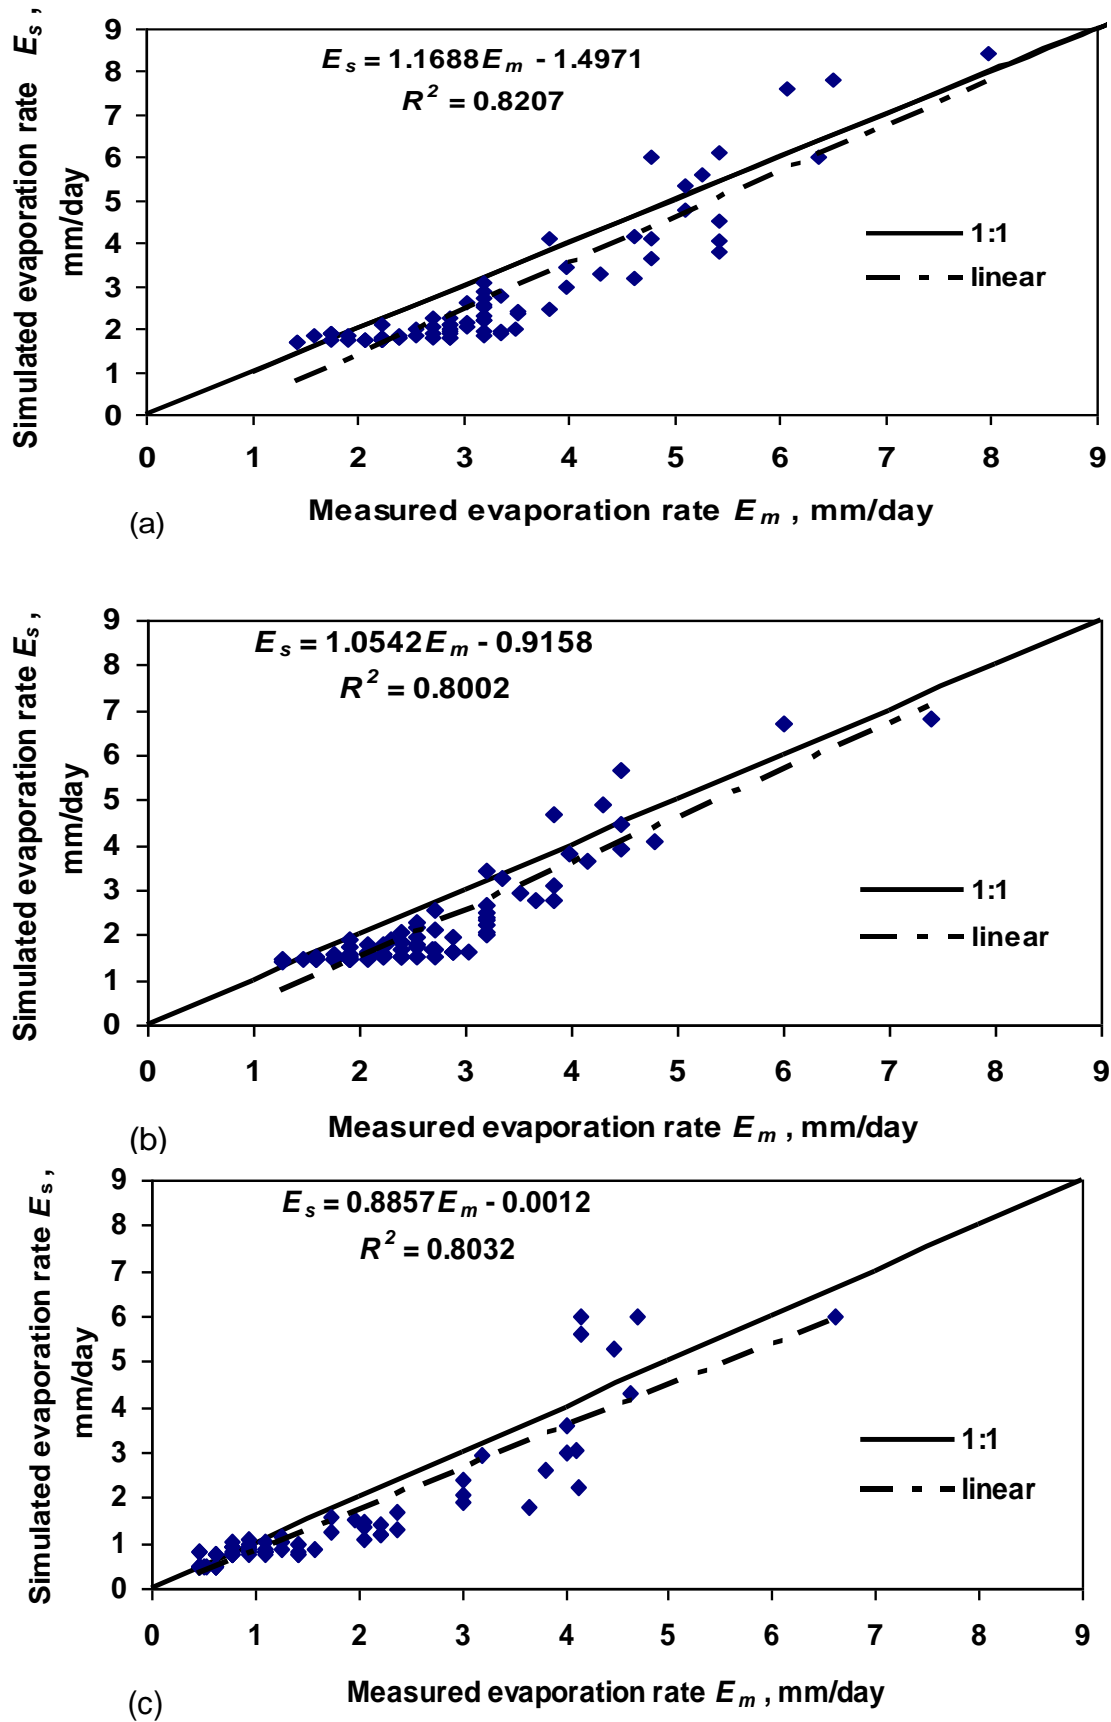 Simulated evaporation rate E_s ,
mm/day
9
8
7
6
5
4
3
2
1
0
E_s = 1.1688E_m - 1.4971
R² = 0.8207
1:1
linear
0 1 2 3 4 5 6 7 8 9
Measured evaporation rate E_m , mm/day
(a)
Simulated evaporation rate E_s ,
mm/day
9
8
7
6
5
4
3
2
1
0
E_s = 1.0542E_m - 0.9158
R² = 0.8002
1:1
linear
0 1 2 3 4 5 6 7 8 9
Measured evaporation rate E_m , mm/day
(b)
Simulated evaporation rate E_s ,
mm/day
9
8
7
6
5
4
3
2
1
0
E_s = 0.8857E_m - 0.0012
R² = 0.8032
1:1
linear
0 1 2 3 4 5 6 7 8 9
Measured evaporation rate E_m , mm/day
(c)